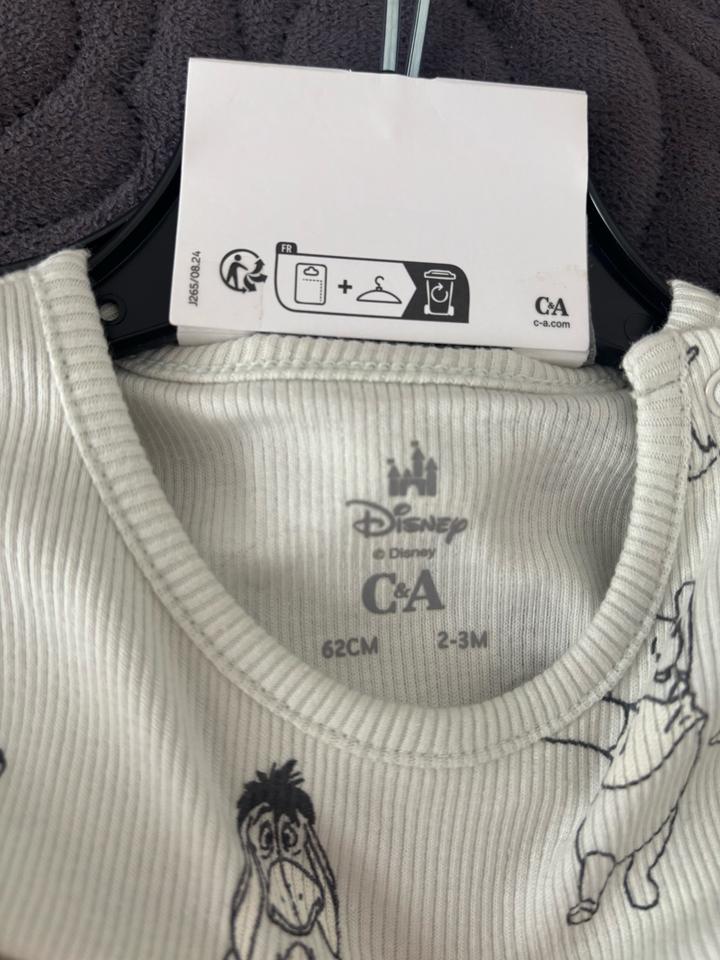 J265/08.24
FR
+
C&A
c-a.com
Disney
© Disney
C&A
62CM 2-3M